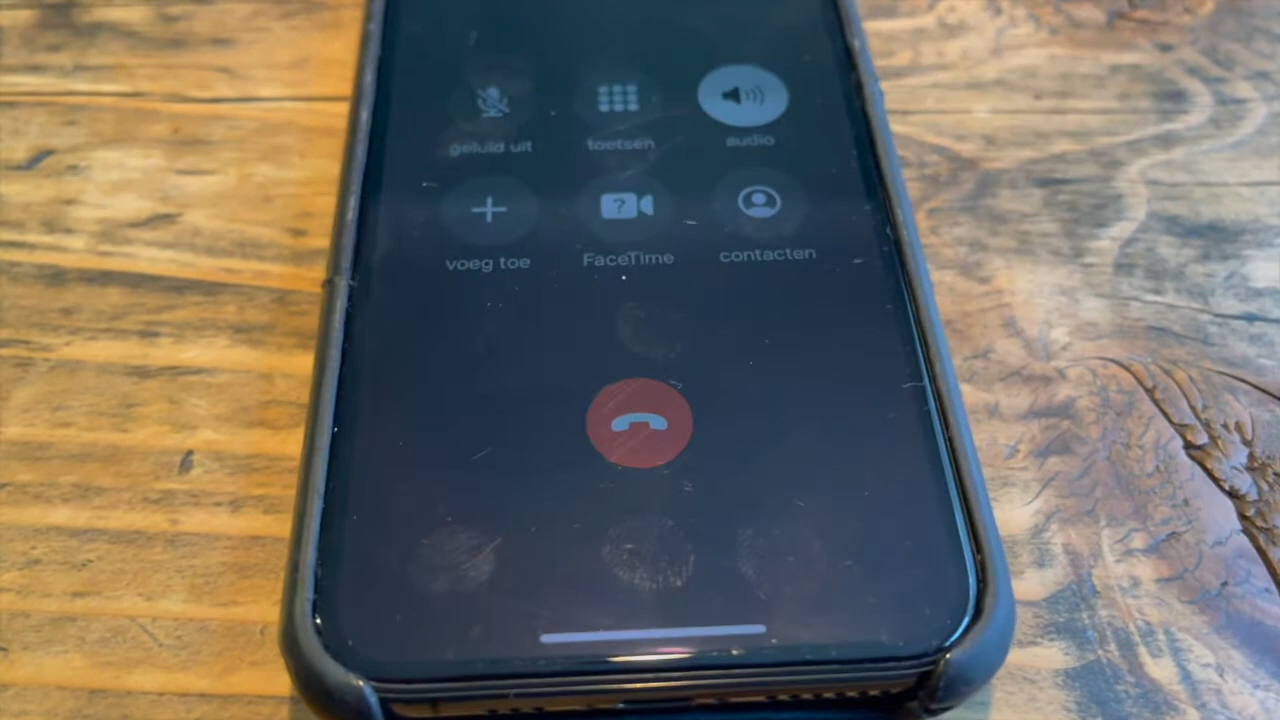 geluid uit
toetsen
audio
voeg toe
FaceTime
contacten